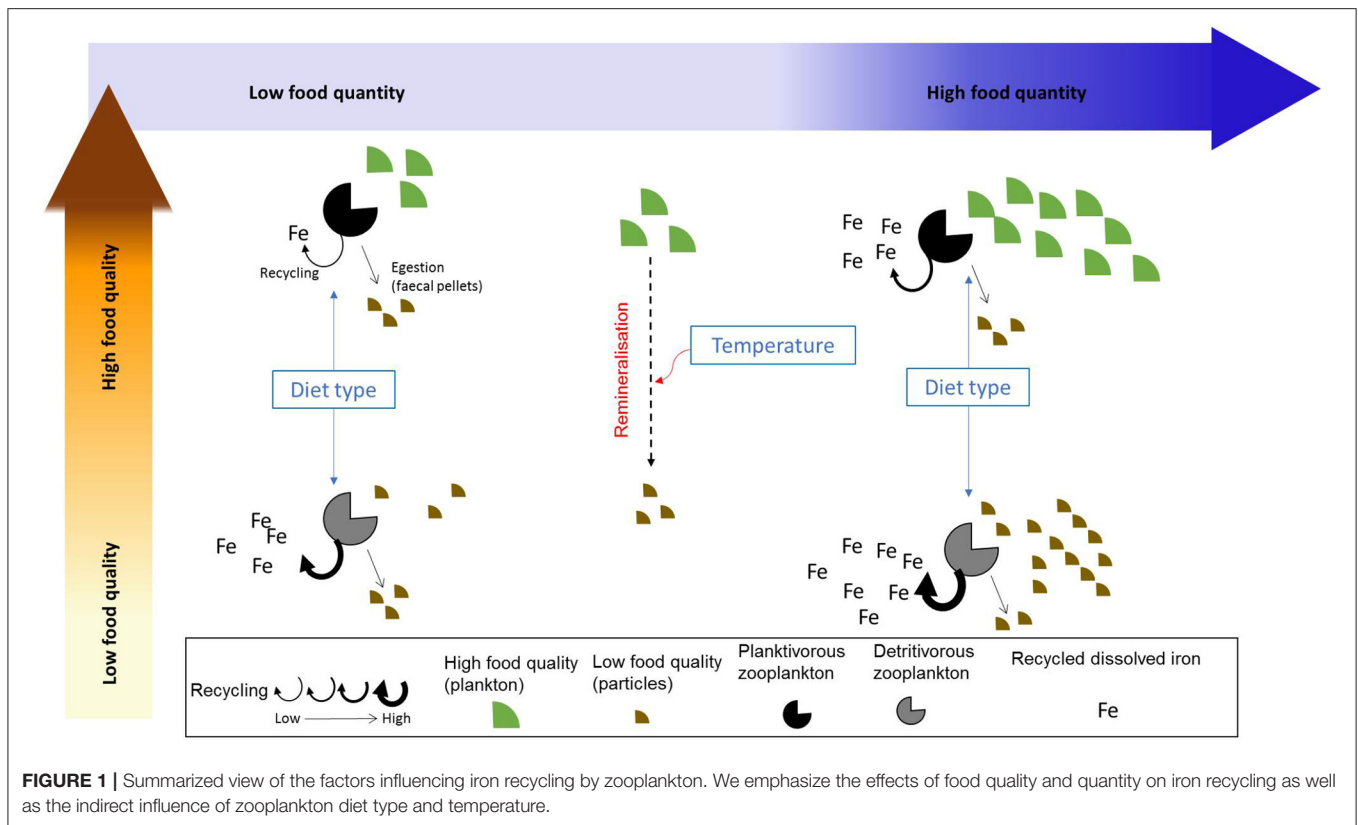 Low food quantity
High food quantity
High food quality
Low food quality
Fe
Recycling
Egestion
(faecal pellets)
Diet type
Fe
Fe
Fe
Fe
Fe
Remineralisation
Temperature
Fe
Fe
Fe
Fe
Fe
Diet type
Fe
Fe
Fe
Fe
Fe
Fe
Fe
Fe
Recycling
Low
High
High food quality
(plankton)
Low food quality
(particles)
Planktivorous
zooplankton
Detritivorous
zooplankton
Recycled dissolved iron
Fe
FIGURE 1 | Summarized view of the factors influencing iron recycling by zooplankton. We emphasize the effects of food quality and quantity on iron recycling as well
as the indirect influence of zooplankton diet type and temperature.